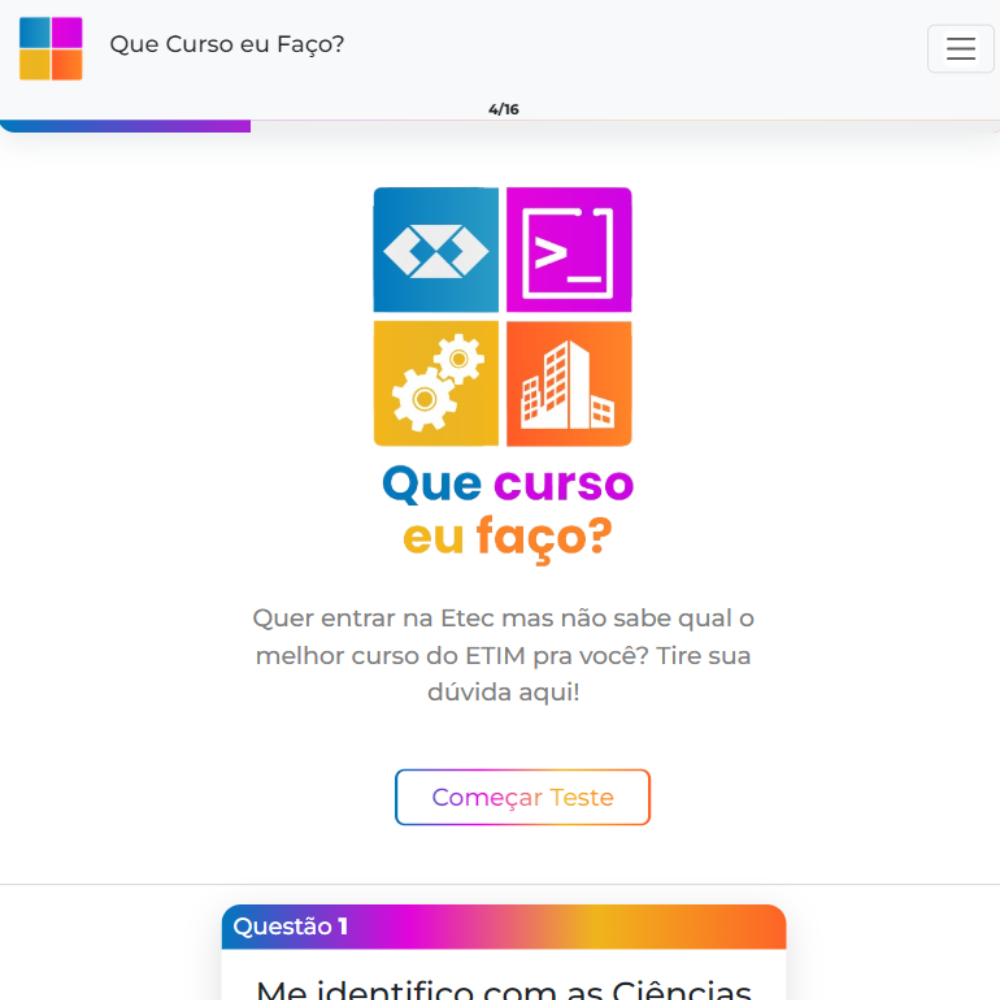 Que Curso eu Faço?
4/16
>_
Que curso
eu faço?
Quer entrar na Etec mas não sabe qual o
melhor curso do ETIM pra você? Tire sua
dúvida aqui!
Começar Teste
Questão 1
Me identifico com as Ciências